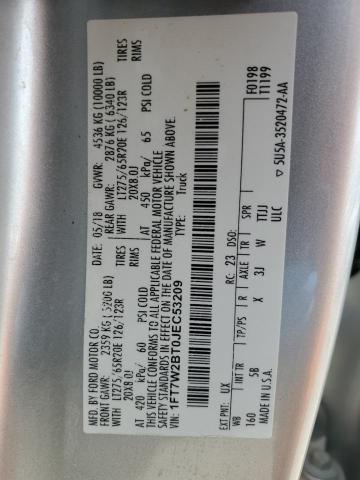 MFD. BY FORD MOTOR CO.
DATE: 05/18 GVWR: 4536 KG (10000 LB)
FRONT GAWR: 2359 KG (5200 LB) REAR GAWR: 2876 KG (6340 LB)
WITH LT275/65R20E 126/123R TIRES WITH LT275/65R20E 126/123R TIRES
20X8.0J RIMS 20X8.0J RIMS
AT 420 kPa/ 60 PSI COLD AT 450 kPa/ 65 PSI COLD
THIS VEHICLE CONFORMS TO ALL APPLICABLE FEDERAL MOTOR VEHICLE
SAFETY STANDARDS IN EFFECT ON THE DATE OF MANUFACTURE SHOWN ABOVE.
VIN: 1FT7W2BT0JEC53209
TYPE: Truck
F0198
T1199
EXT PNT: UX RC: 23 DSO:
WB INT TR TP/PS R AXLE TR SPR
160 5B X 3J W TTJJ
ULC
MADE IN U.S.A. 5U5A-3520472-AA